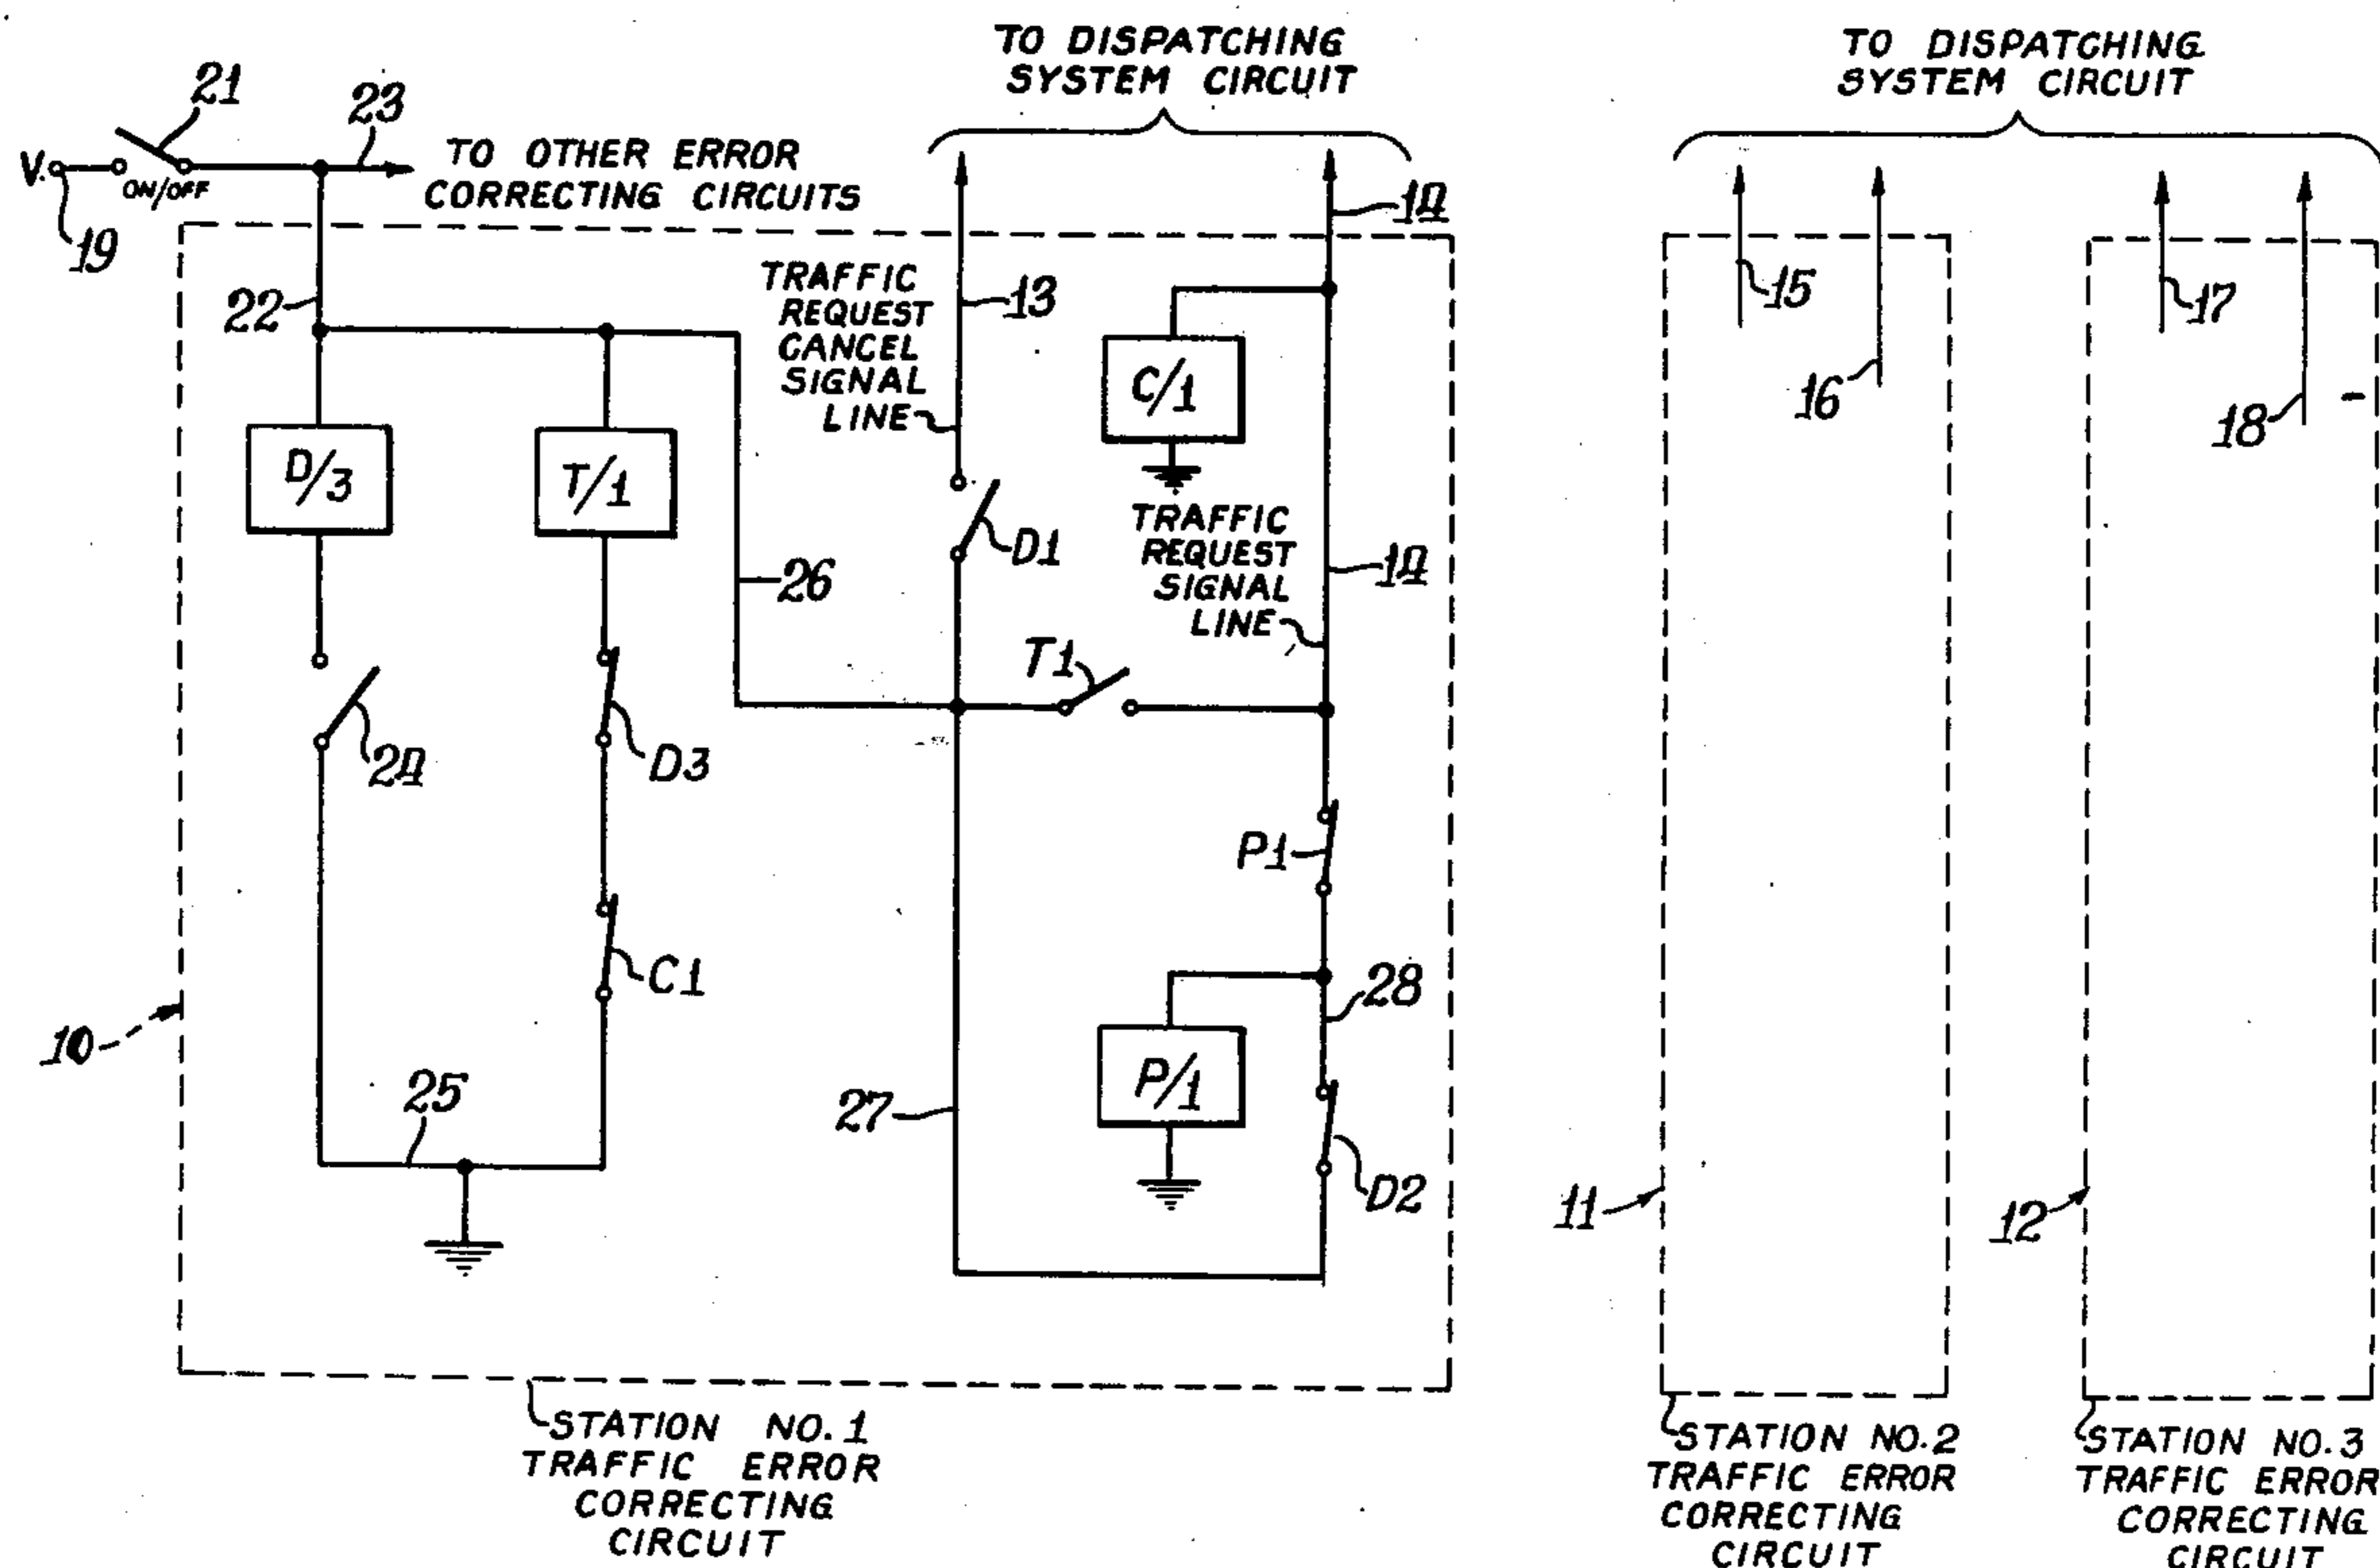 TO DISPATCHING
SYSTEM CIRCUIT
TO DISPATCHING
SYSTEM CIRCUIT
21
23
V.
ON/OFF
TO OTHER ERROR
CORRECTING CIRCUITS
19
14
22
TRAFFIC
REQUEST
CANCEL
SIGNAL
LINE
13
C/1
15
16
17
18
D/3
T/1
D1
26
TRAFFIC
REQUEST
SIGNAL
LINE
14
T1
24
D3
P1
C1
28
10
25
27
P/1
D2
11
12
STATION NO. 1
TRAFFIC ERROR
CORRECTING
CIRCUIT
STATION NO. 2
TRAFFIC ERROR
CORRECTING
CIRCUIT
STATION NO. 3
TRAFFIC ERROR
CORRECTING
CIRCUIT